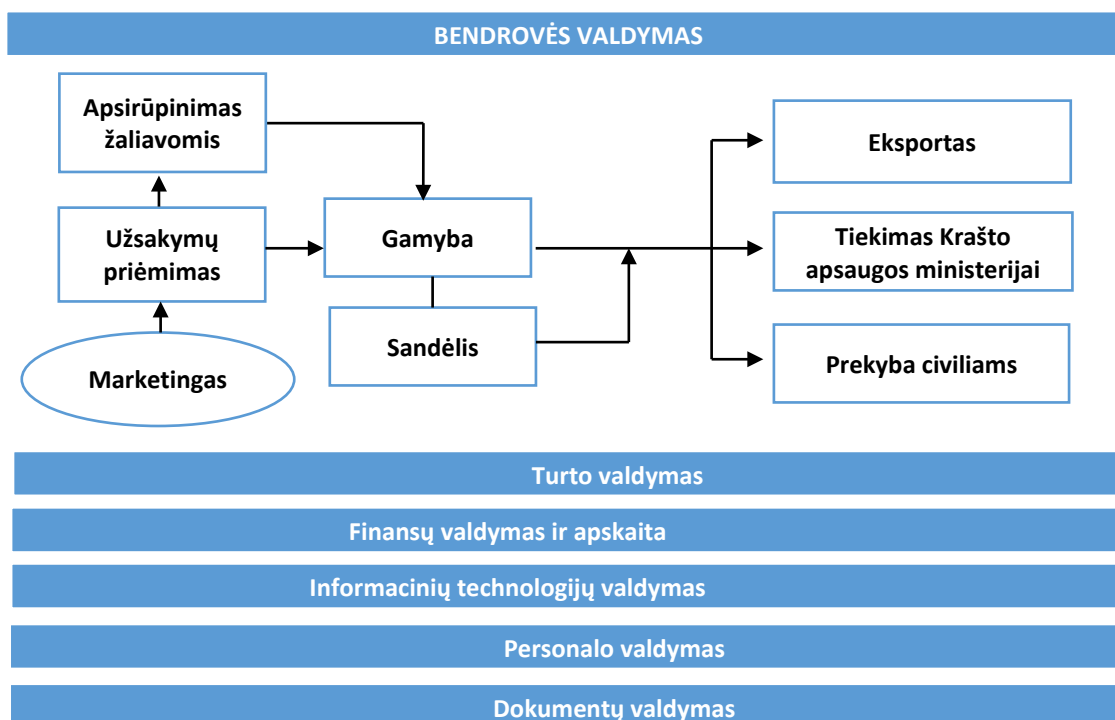 BENDROVĖS VALDYMAS
Apsirūpinimas
žaliavomis
Eksportas
Užsakymų
priėmimas
Gamyba
Tiekimas Krašto
apsaugos ministerijai
Sandėlis
Marketingas
Prekyba civiliams
Turto valdymas
Finansų valdymas ir apskaita
Informacinių technologijų valdymas
Personalo valdymas
Dokumentų valdymas